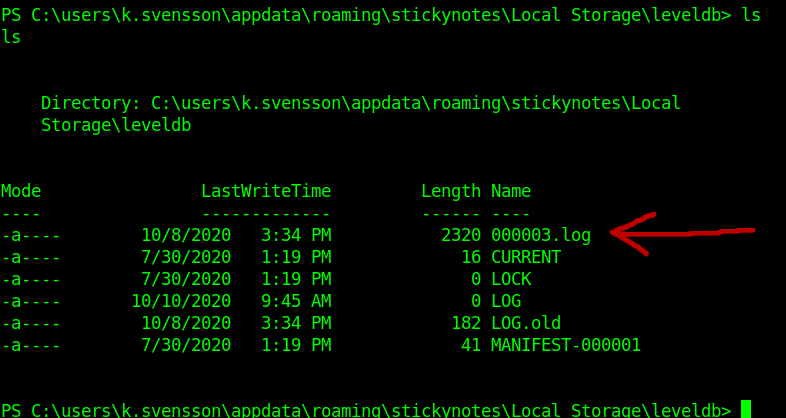 PS C:\users\k.svensson\appdata\roaming\stickynotes\Local Storage\leveldb> ls
ls
Directory: C:\users\k.svensson\appdata\roaming\stickynotes\Local
Storage\leveldb
Mode                LastWriteTime         Length Name
----                -------------         ------ ----
-a----        10/8/2020   3:34 PM           2320 000003.log
-a----        7/30/2020   1:19 PM             16 CURRENT
-a----        7/30/2020   1:19 PM              0 LOCK
-a----       10/10/2020   9:45 AM              0 LOG
-a----        10/8/2020   3:34 PM            182 LOG.old
-a----        7/30/2020   1:19 PM             41 MANIFEST-000001
PS C:\users\k.svensson\appdata\roaming\stickynotes\Local Storage\leveldb>